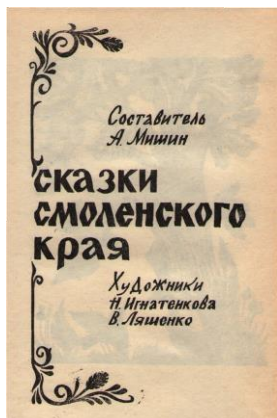 Составитель
А. Мишин
сказки
смоленского
края
Художники
Н. Игнатенкова
В. Ляшенко